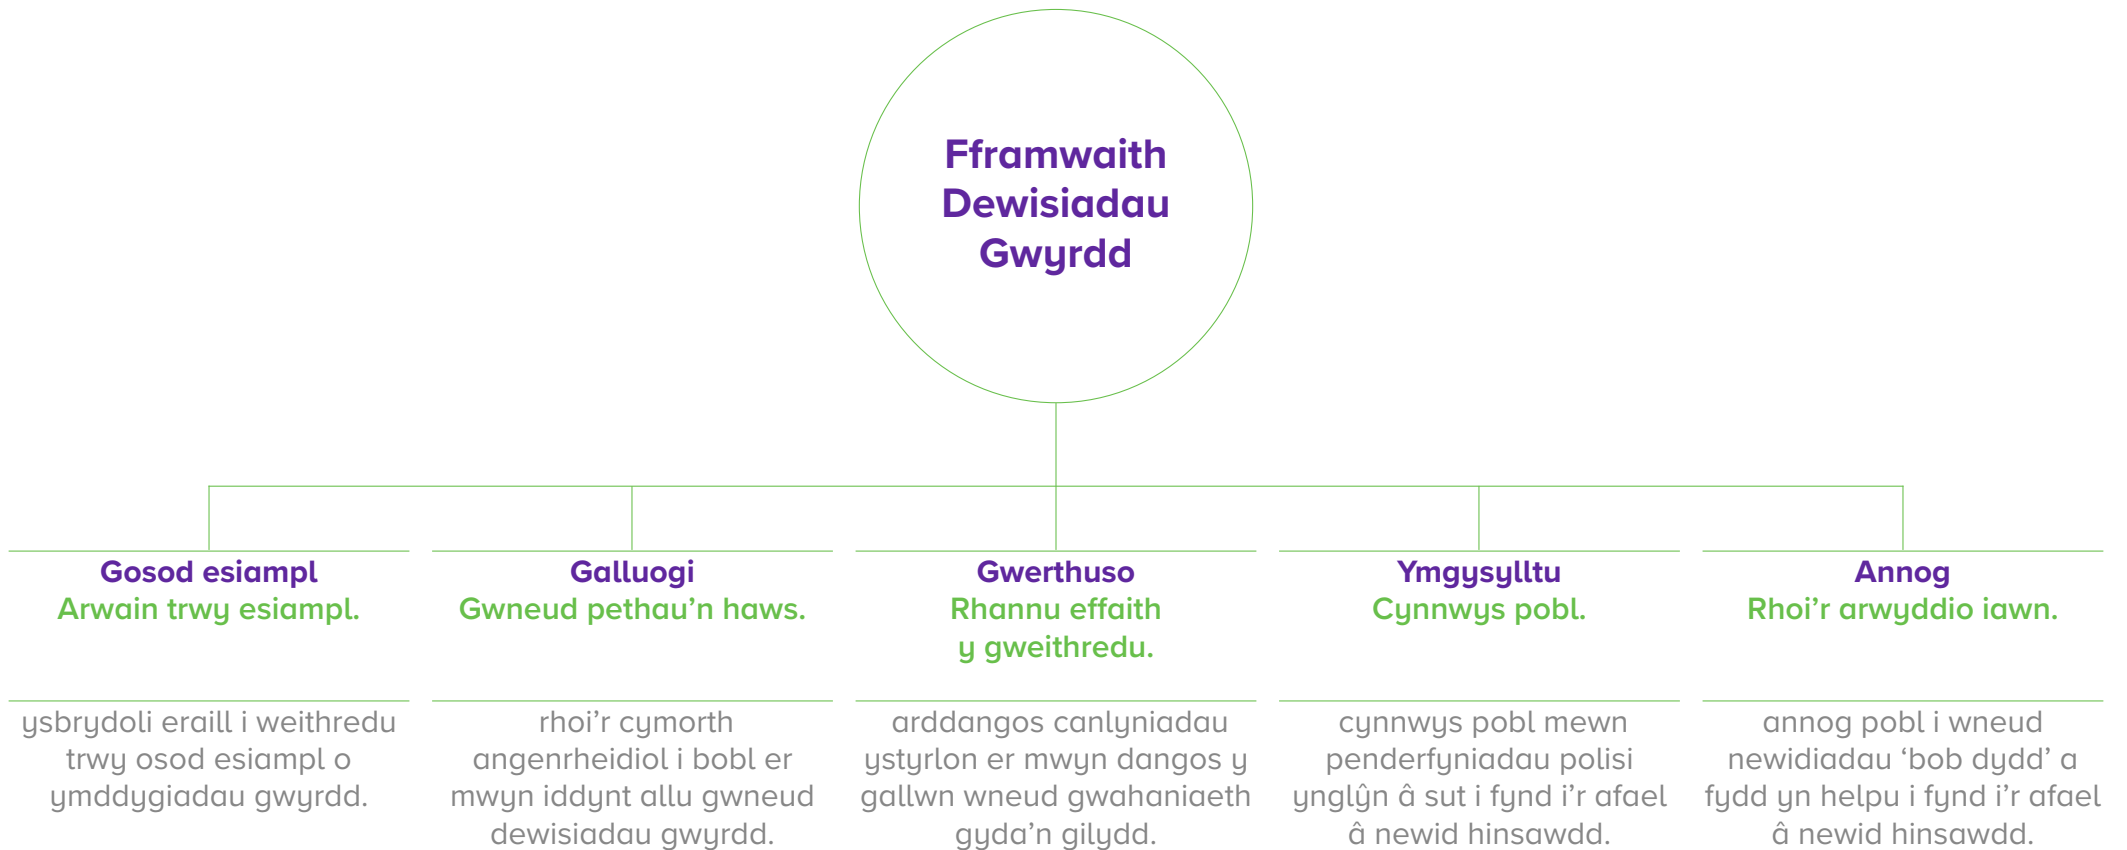 Fframwaith
Dewisiadau
Gwyrdd
Gosod esiampl
Arwain trwy esiampl.
ysbrydoli eraill i weithredu
trwy osod esiampl o
ymddygiadau gwyrdd.
Galluogi
Gwneud pethau’n haws.
rhoi’r cymorth
angenrheidiol i bobl er
mwyn iddynt allu gwneud
dewisiadau gwyrdd.
Gwerthuso
Rhannu effaith
y gweithredu.
arddangos canlyniadau
ystyrlon er mwyn dangos y
gallwn wneud gwahaniaeth
gyda’n gilydd.
Ymgysylltu
Cynnwys pobl.
cynnwys pobl mewn
penderfyniadau polisi
ynglŷn â sut i fynd i’r afael
â newid hinsawdd.
Annog
Rhoi’r arwyddio iawn.
annog pobl i wneud
newidiadau ‘bob dydd’ a
fydd yn helpu i fynd i’r afael
â newid hinsawdd.